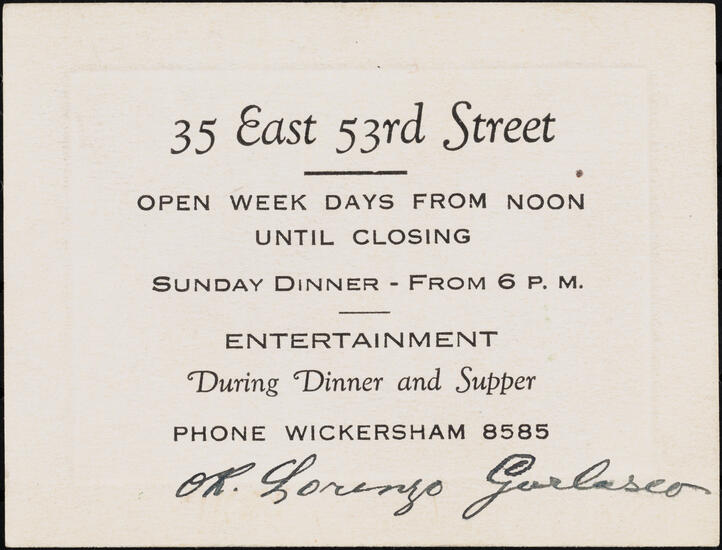 35 East 53rd Street
OPEN WEEK DAYS FROM NOON
UNTIL CLOSING
SUNDAY DINNER - FROM 6 P. M.
ENTERTAINMENT
During Dinner and Supper
PHONE WICKERSHAM 8585
OK. Lorenzo